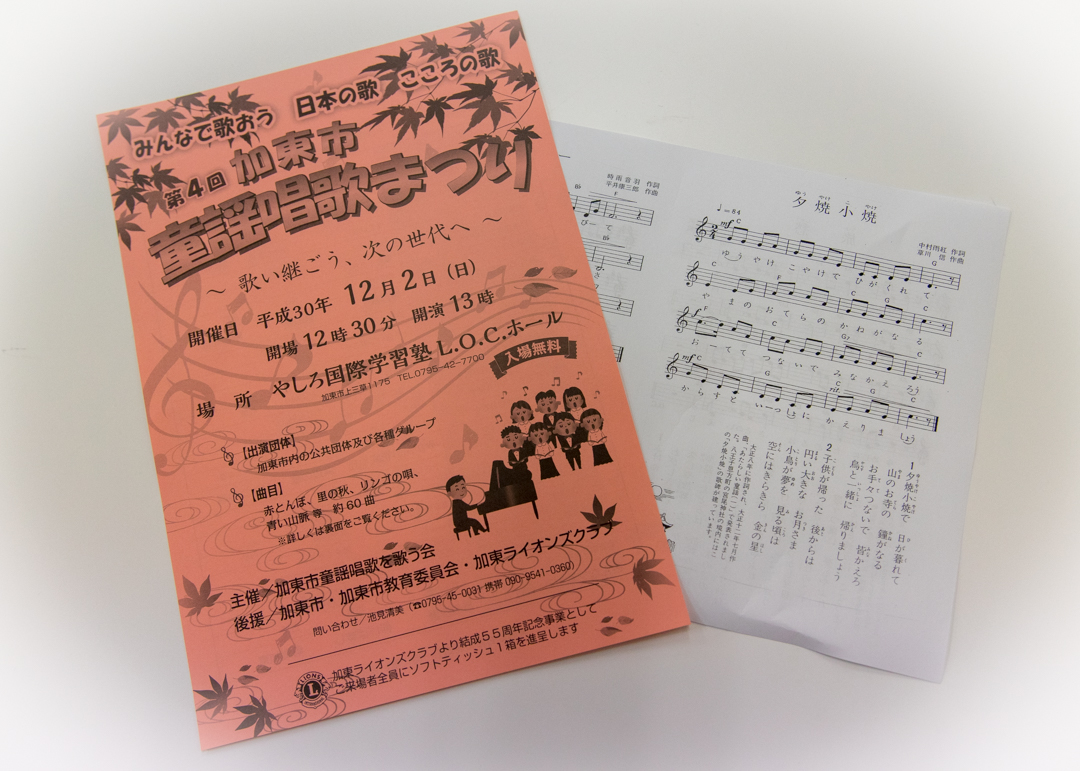 みんなで歌おう　日本の歌　こころの歌
第4回 加東市
童謡唱歌まつり
～ 歌い継ごう、次の世代へ ～
開催日　平成30年 12月2日（日）
開場12時30分　開演13時
場　所　やしろ国際学習塾 L.O.C.ホール
加東市上三草1175　TEL.0795-42-7700
入場無料
【出演団体】
加東市内の公共団体及び各種グループ
【曲目】
赤とんぼ、里の秋、リンゴの唄、
青い山脈 等　約60曲
※詳しくは裏面をご覧ください。
主催／加東市童謡唱歌を歌う会
後援／加東市・加東市教育委員会・加東ライオンズクラブ
問い合わせ／池見清美（☎0795-45-0031 携帯 090-9541-0360）
加東ライオンズクラブより結成55周年記念事業として
ご来場者全員にソフトティッシュ1箱を進呈します
LIONS
L
時雨音羽 作詞
平井康三郎 作曲
ぴー て
夕焼小焼
ゆう やけ こ やけ
♩=84
中村雨紅 作詞
草川　信 作曲
ゆうやけ こやけで ひがくれて
やまの おてらの かねがなる
おててつないで みなかえろう
からすと いーっしょに かえりましょう
1 夕焼小焼で 日が暮れて
山のお寺の 鐘がなる
お手々つないで 皆かえろ
烏と一緒に 帰りましょう
2 子供が帰った 後からは
円い大きな お月さま
小鳥が夢を 見る頃は
空にはきらきら 金の星